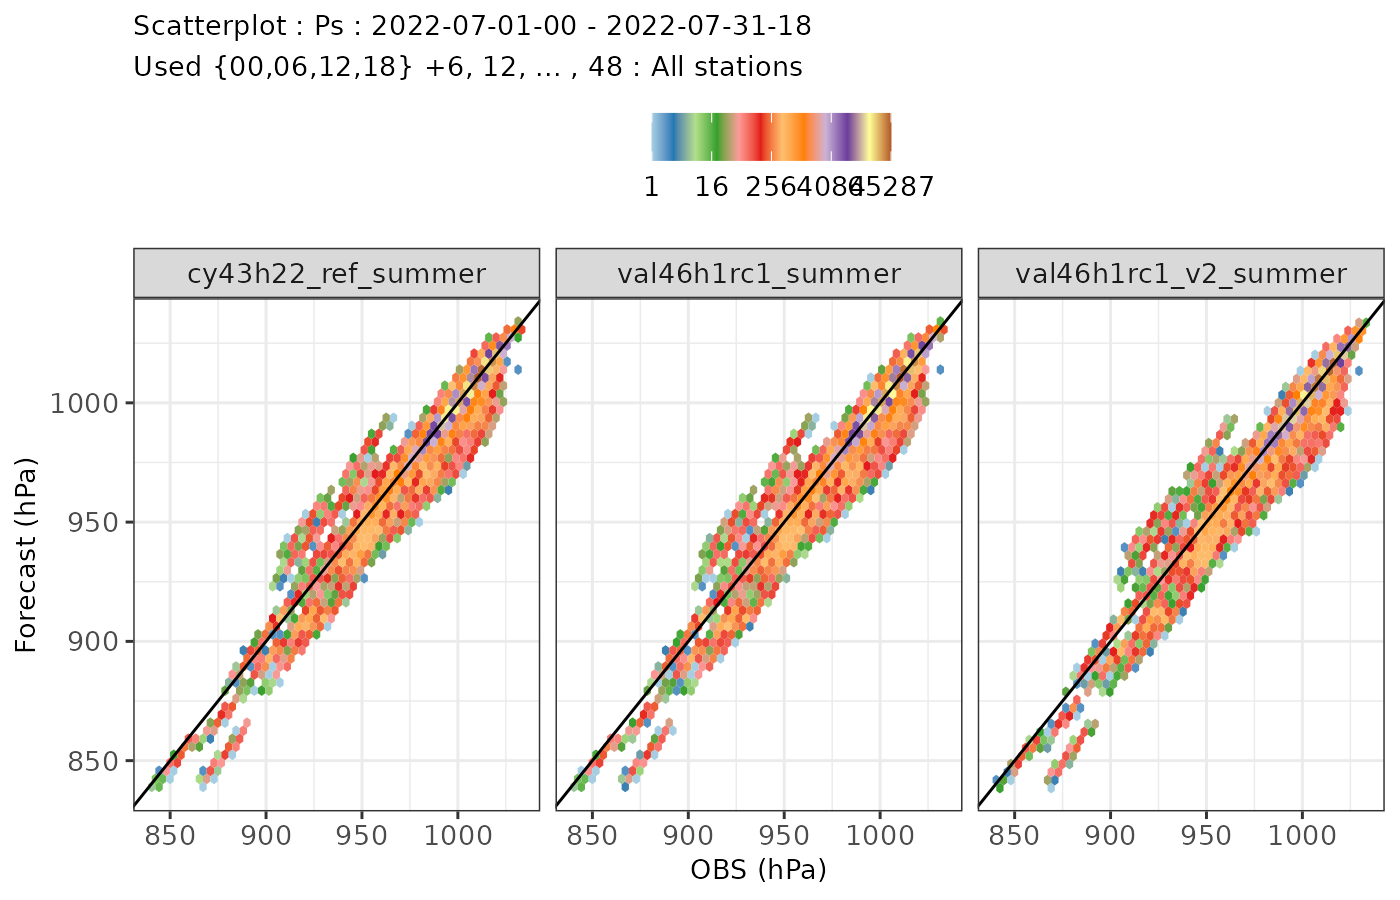 Scatterplot : Ps : 2022-07-01-00 - 2022-07-31-18
Used {00,06,12,18} +6, 12, ... , 48 : All stations
1 16 256 4086 45287
cy43h22_ref_summer val46h1rc1_summer val46h1rc1_v2_summer
Forecast (hPa)
1000
950
900
850
850 900 950 1000 850 900 950 1000 850 900 950 1000
OBS (hPa)